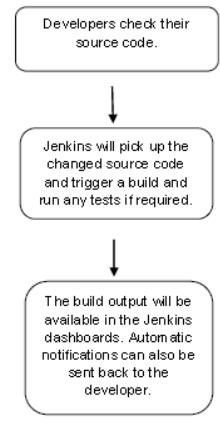 Developers check their
source code.
Jenkins will pick up the
changed source code
and trigger a build and
run any tests if required.
The build output will be
available in the Jenkins
dashboards. Automatic
notifications can also be
sent back to the
developer.